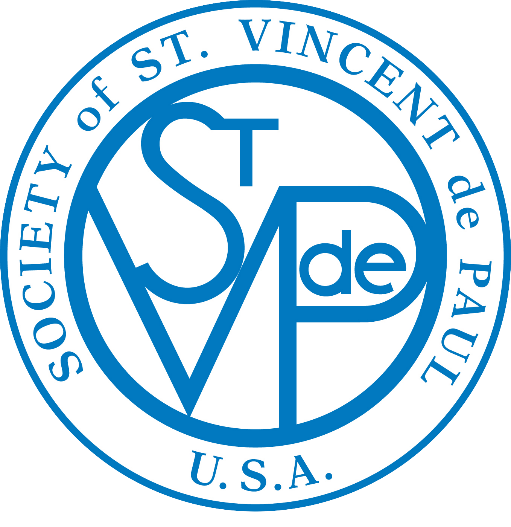 SOCIETY of ST. VINCENT de PAUL
ST
V de P
U.S.A.